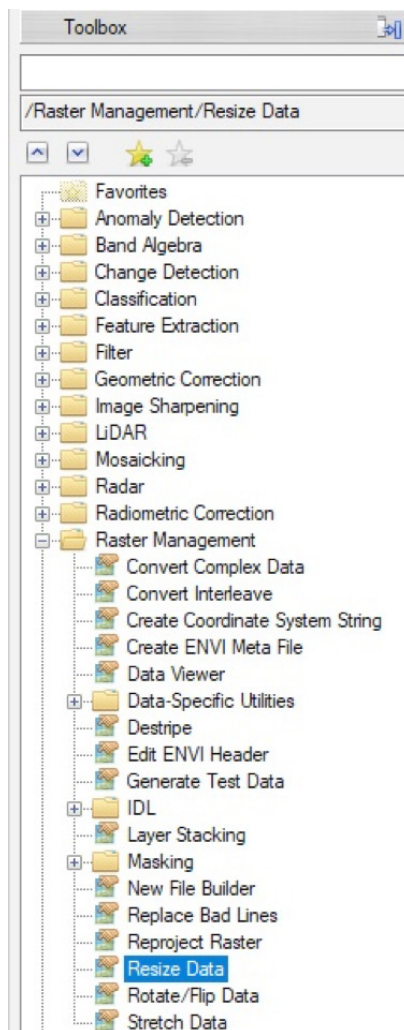 Toolbox
/Raster Management/Resize Data
Favorites
Anomaly Detection
Band Algebra
Change Detection
Classification
Feature Extraction
Filter
Geometric Correction
Image Sharpening
LiDAR
Mosaicking
Radar
Radiometric Correction
Raster Management
Convert Complex Data
Convert Interleave
Create Coordinate System String
Create ENVI Meta File
Data Viewer
Data-Specific Utilities
Destripe
Edit ENVI Header
Generate Test Data
IDL
Layer Stacking
Masking
New File Builder
Replace Bad Lines
Reproject Raster
Resize Data
Rotate/Flip Data
Stretch Data